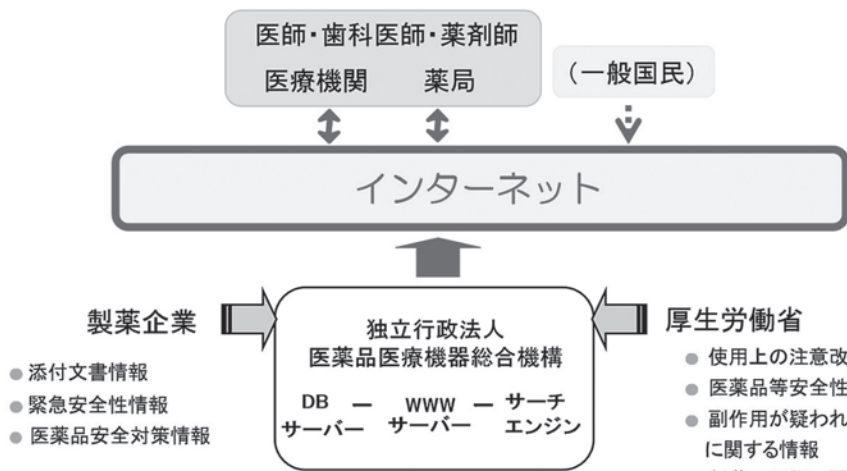 医師・歯科医師・薬剤師
医療機関 薬局
(一般国民)
インターネット
製薬企業
● 添付文書情報
● 緊急安全性情報
● 医薬品安全対策情報
独立行政法人
医薬品医療機器総合機構
DB ー WWW ー サーチ
サーバー サーバー エンジン
厚生労働省
● 使用上の注意改
● 医薬品等安全性
● 副作用が疑われ
に関する情報